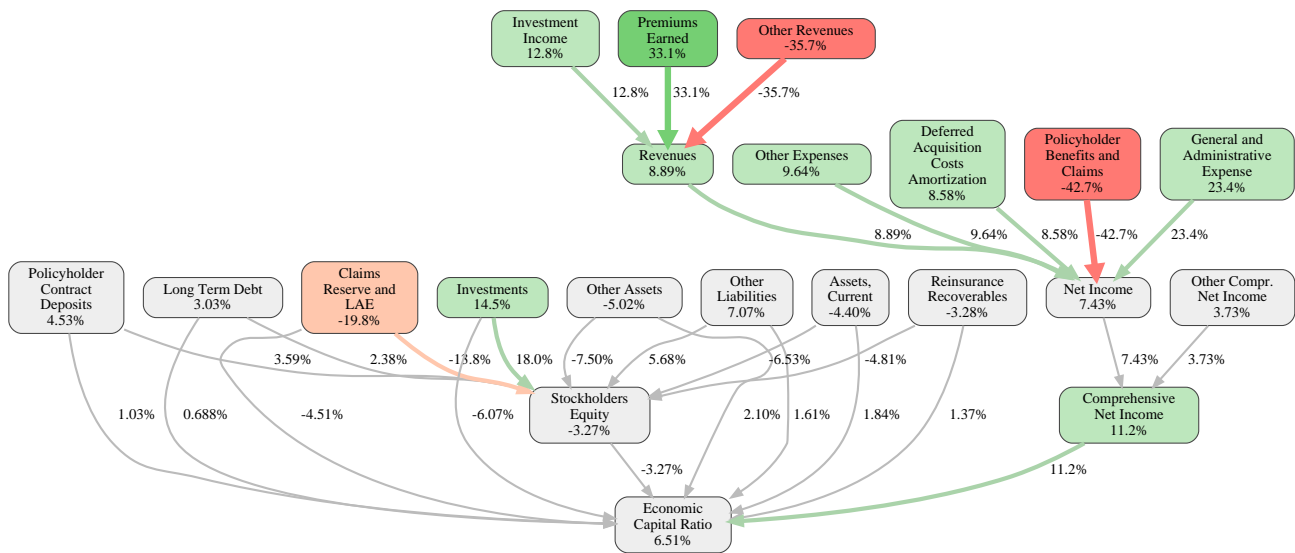 Investment
Income
12.8%
Premiums
Earned
33.1%
Other Revenues
-35.7%
12.8%
33.1%
-35.7%
Revenues
8.89%
Other Expenses
9.64%
Deferred
Acquisition
Costs
Amortization
8.58%
Policyholder
Benefits and
Claims
-42.7%
General and
Administrative
Expense
23.4%
8.89%
9.64%
8.58%
-42.7%
23.4%
Policyholder
Contract
Deposits
4.53%
Long Term Debt
3.03%
Claims
Reserve and
LAE
-19.8%
Investments
14.5%
Other Assets
-5.02%
Other
Liabilities
7.07%
Assets,
Current
-4.40%
Reinsurance
Recoverables
-3.28%
Net Income
7.43%
Other Compr.
Net Income
3.73%
3.59%
2.38%
-13.8%
18.0%
-7.50%
5.68%
-6.53%
-4.81%
7.43%
3.73%
Stockholders
Equity
-3.27%
Comprehensive
Net Income
11.2%
1.03%
0.688%
-4.51%
-6.07%
2.10%
1.61%
1.84%
1.37%
-3.27%
11.2%
Economic
Capital Ratio
6.51%